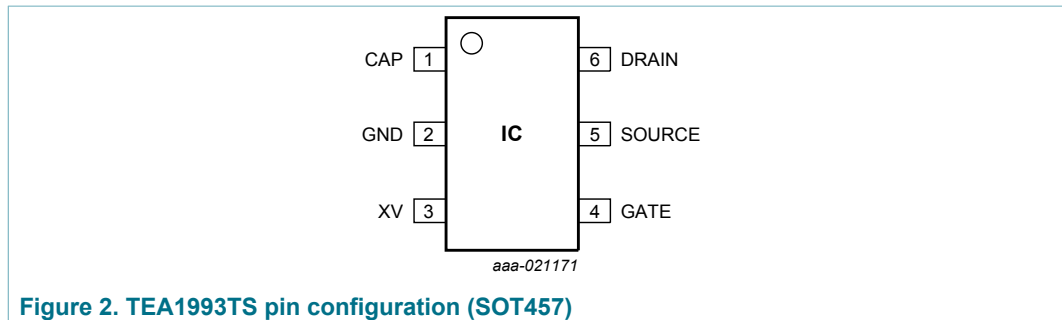 CAP 1 6 DRAIN
GND 2 IC 5 SOURCE
XV 3 4 GATE
aaa-021171
Figure 2. TEA1993TS pin configuration (SOT457)